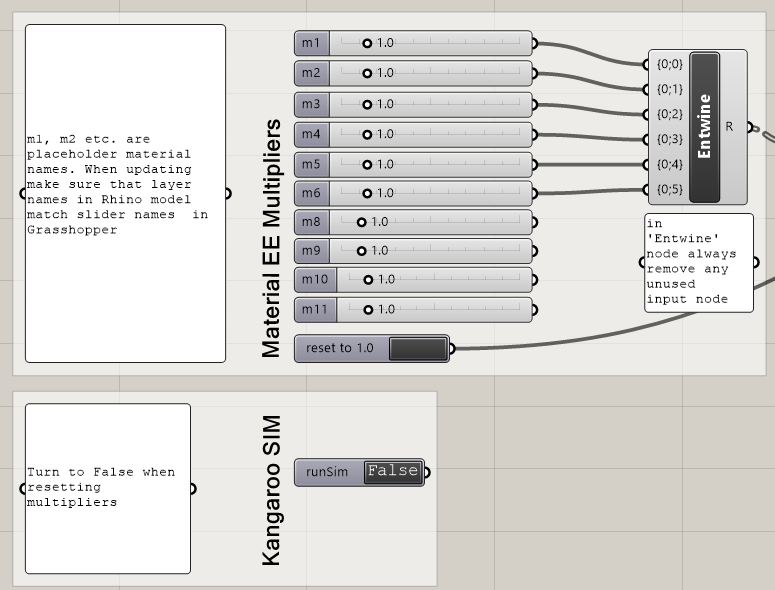 m1, m2 etc. are
placeholder material
names. When updating
make sure that layer
names in Rhino model
match slider names  in
Grasshopper
Material EE Multipliers
m1 1.0
m2 1.0
m3 1.0
m4 1.0
m5 1.0
m6 1.0
m8 1.0
m9 1.0
m10 1.0
m11 1.0
reset to 1.0
{0;0}
{0;1}
{0;2}
{0;3}
{0;4}
{0;5}
Entwine
R
in
'Entwine'
node always
remove any
unused
input node
Turn to False when
resetting
multipliers
Kangaroo SIM
runSim False